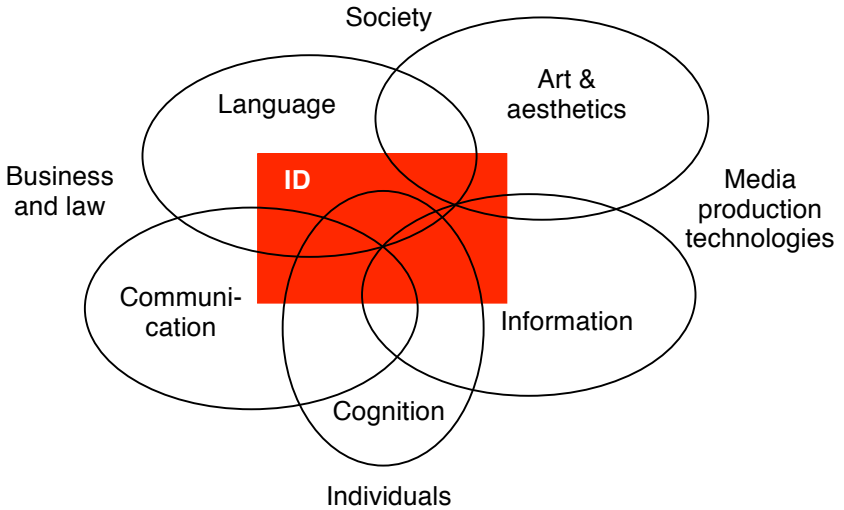 Society
Art &
aesthetics
Language
Business
and law
ID
Media
production
technologies
Communi-
cation
Information
Cognition
Individuals